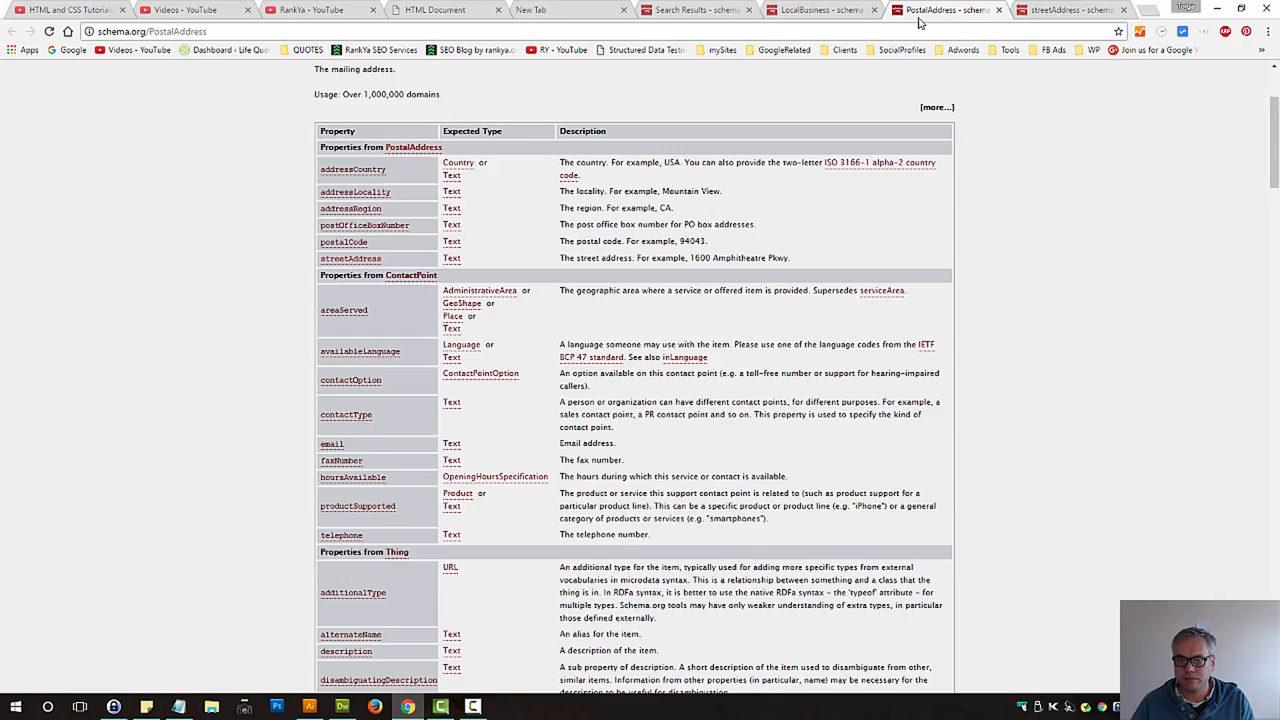 HTML and CSS Tutorials
Videos - YouTube
RankYa - YouTube
HTML Document
New Tab
Search Results - schema
LocalBusiness - schema
PostalAddress - schema
streetAddress - schema
Tolga
schema.org/PostalAddress
Apps
Google
Videos - YouTube
Dashboard ‹ Life Quot
QUOTES
RankYa SEO Services
SEO Blog by rankya.c
RY - YouTube
Structured Data Testin
mySites
GoogleRelated
Clients
SocialProfiles
Adwords
Tools
FB Ads
WP
Join us for a Google
The mailing address.
Usage: Over 1,000,000 domains
[more...]
Property Expected Type Description
Properties from PostalAddress
addressCountry Country or Text The country. For example, USA. You can also provide the two-letter ISO 3166-1 alpha-2 country
code.
addressLocality Text The locality. For example, Mountain View.
addressRegion Text The region. For example, CA.
postOfficeBoxNumber Text The post office box number for PO box addresses.
postalCode Text The postal code. For example, 94043.
streetAddress Text The street address. For example, 1600 Amphitheatre Pkwy.
Properties from ContactPoint
areaServed AdministrativeArea or The geographic area where a service or offered item is provided. Supersedes serviceArea.
GeoShape or
Place or
Text
availableLanguage Language or Text A language someone may use with the item. Please use one of the language codes from the IETF
BCP 47 standard. See also inLanguage
contactOption ContactPointOption An option available on this contact point (e.g. a toll-free number or support for hearing-impaired
callers).
contactType Text A person or organization can have different contact points, for different purposes. For example, a
sales contact point, a PR contact point and so on. This property is used to specify the kind of
contact point.
email Text Email address.
faxNumber Text The fax number.
hoursAvailable OpeningHoursSpecification The hours during which this service or contact is available.
productSupported Product or Text The product or service this support contact point is related to (such as product support for a
particular product line). This can be a specific product or product line (e.g. "iPhone") or a general
category of products or services (e.g. "smartphones").
telephone Text The telephone number.
Properties from Thing
additionalType URL An additional type for the item, typically used for adding more specific types from external
vocabularies in microdata syntax. This is a relationship between something and a class that the
thing is in. In RDFa syntax, it is better to use the native RDFa syntax - the 'typeof' attribute - for
multiple types. Schema.org tools may have only weaker understanding of extra types, in particular
those defined externally.
alternateName Text An alias for the item.
description Text A description of the item.
disambiguatingDescription Text A sub property of description. A short description of the item used to disambiguate from other,
similar items. Information from other properties (in particular, name) may be necessary for the
description to be useful for disambiguation.